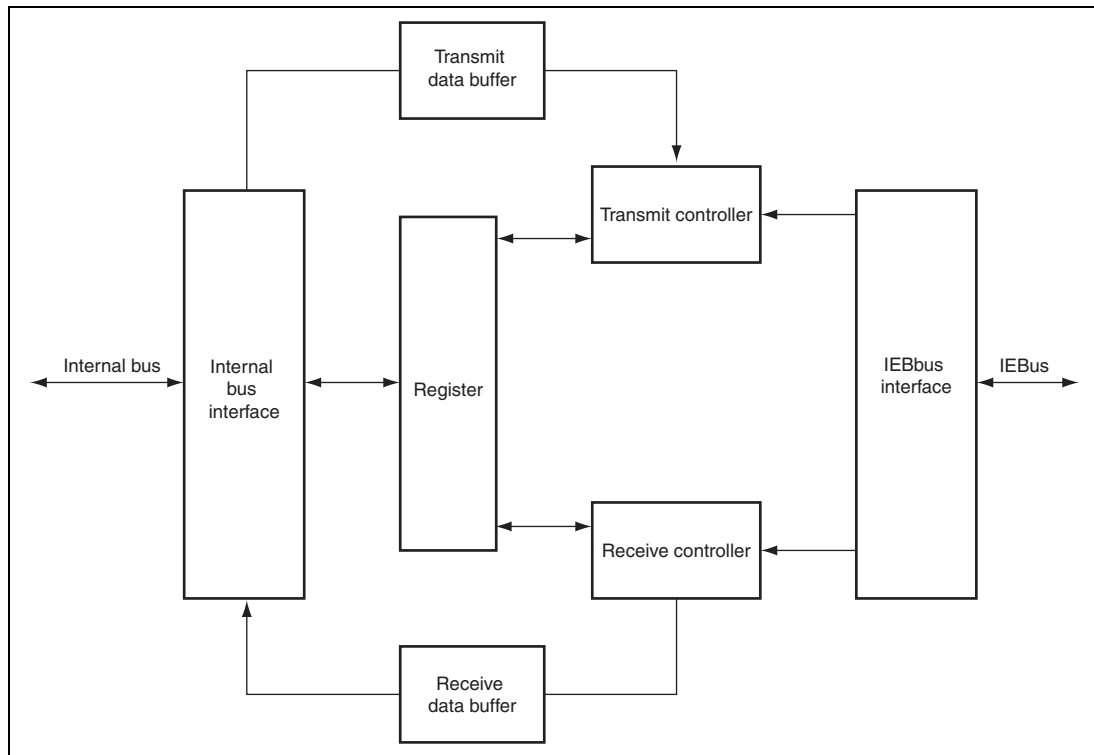 Transmit
data buffer
Transmit controller
Internal bus
Internal
bus
interface
Register
IEBbus
interface
IEBus
Receive controller
Receive
data buffer